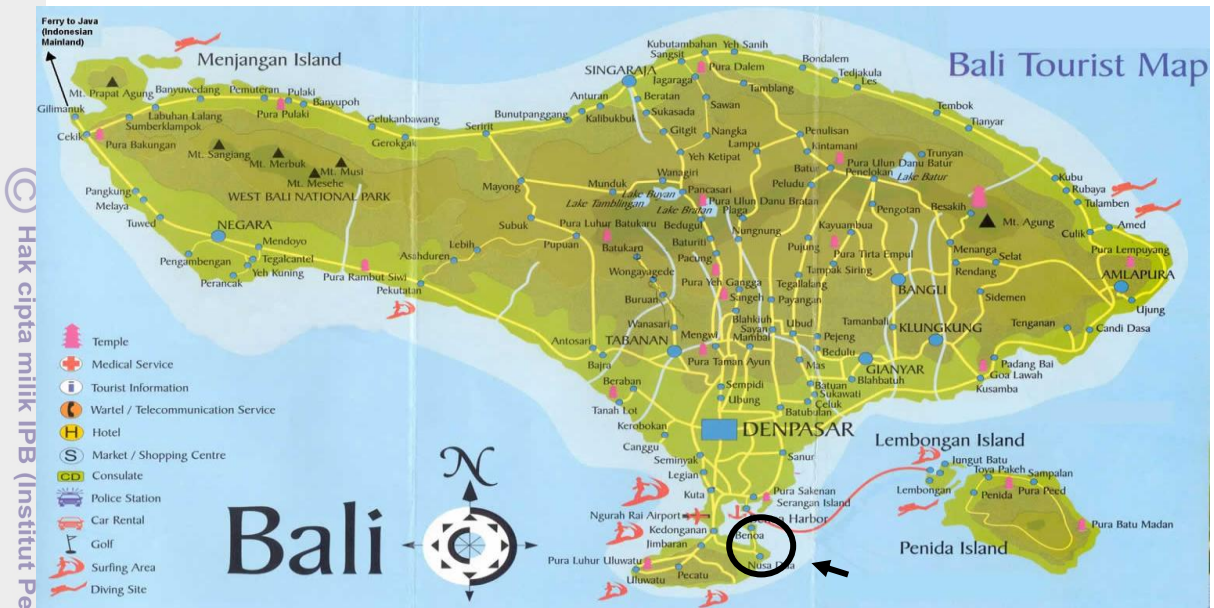 Ferry to Java
(Indonesian
Mainland)
Bali Tourist Map
Menjangan Island
Mt. Prapat Agung
Banyuwedang
Pemuteran
Pulaki
Banyupoh
Gilimanuk
Labuhan Lalang
Pura Pulaki
Sumberklampok
Celukanbawang
Cekik
Pura Bakungan
Gerokgak
Seririt
Bunutpanggang
Anturan
Kalibukbuk
SINGARAJA
Kubutambahan
Yeh Sanih
Sangsit
Pura Dalem
Jagaraga
Bondalem
Tedjakula
Les
Tamblang
Beratan
Sawan
Sukasada
Tembok
Tianyar
Gitgit
Nangka
Penulisan
Lampu
Kintamani
Yeh Ketipat
Mt. Sangiang
Mt. Merbuk
Mt. Musi
Mt. Mesehe
WEST BALI NATIONAL PARK
Batur
Pura Ulun Danu Batur
Trunyan
Penelokan
Lake Batur
Wanagiri
Mayong
Munduk
Lake Buyan
Pancasari
Peludu
Lake Tamblingan
Lake Bratan
Pura Ulun Danu Bratan
Besakih
Kubu
Rubaya
Tulamben
Pangkung
Melaya
Tuwed
NEGARA
Subuk
Pura Luhur Batukaru
Bedugul
Plaga
Pengotan
Mt. Agung
Kayuambua
Amed
Culik
Mendoyo
Tegalcantel
Yeh Kuning
Pengambengan
Perancak
Lebih
Asahduren
Pupuan
Batukaru
Baturiti
Nungnung
Pujung
Pura Tirta Empul
Menanga
Selat
Pura Lempuyang
Wongayagede
Pacung
Tampak Siring
Rendang
AMLAPURA
Pura Rambut Siwi
Pekutatan
Pura Yeh Gangga
Tegallalang
BANGLI
Buruan
Sangeh
Payangan
Sidemen
Ujung
Wanasari
Blahkiuh
Sayan
Ubud
Tamanbali
KLUNGKUNG
Tenganan
Candi Dasa
Antosari
TABANAN
Mengwi
Mambal
Pejeng
Bedulu
Bajra
Pura Taman Ayun
Mas
GIANYAR
Padang Bai
Goa Lawah
Beraban
Sempidi
Batuan
Blahbatuh
Kusamba
Ubung
Sukawati
Tanah Lot
Celuk
Batubulan
Kerobokan
DENPASAR
Canggu
Seminyak
Sanur
Legian
Lembongan Island
Jungut Batu
Toya Pakeh
Sampalan
Kuta
Pura Sakenan
Lembongan
Penida
Pura Peed
Serangan Island
Ngurah Rai Airport
Harbor
Pura Batu Madan
Kedonganan
Benoa
Jimbaran
Penida Island
Pura Luhur Uluwatu
Nusa Dua
Uluwatu
Pecatu
Temple
Medical Service
i
Tourist Information
Wartel / Telecommunication Service
H
Hotel
S
Market / Shopping Centre
CD
Consulate
Police Station
Car Rental
Golf
Surfing Area
Diving Site
Bali
N
© Hak cipta milik IPB (Institut Pe